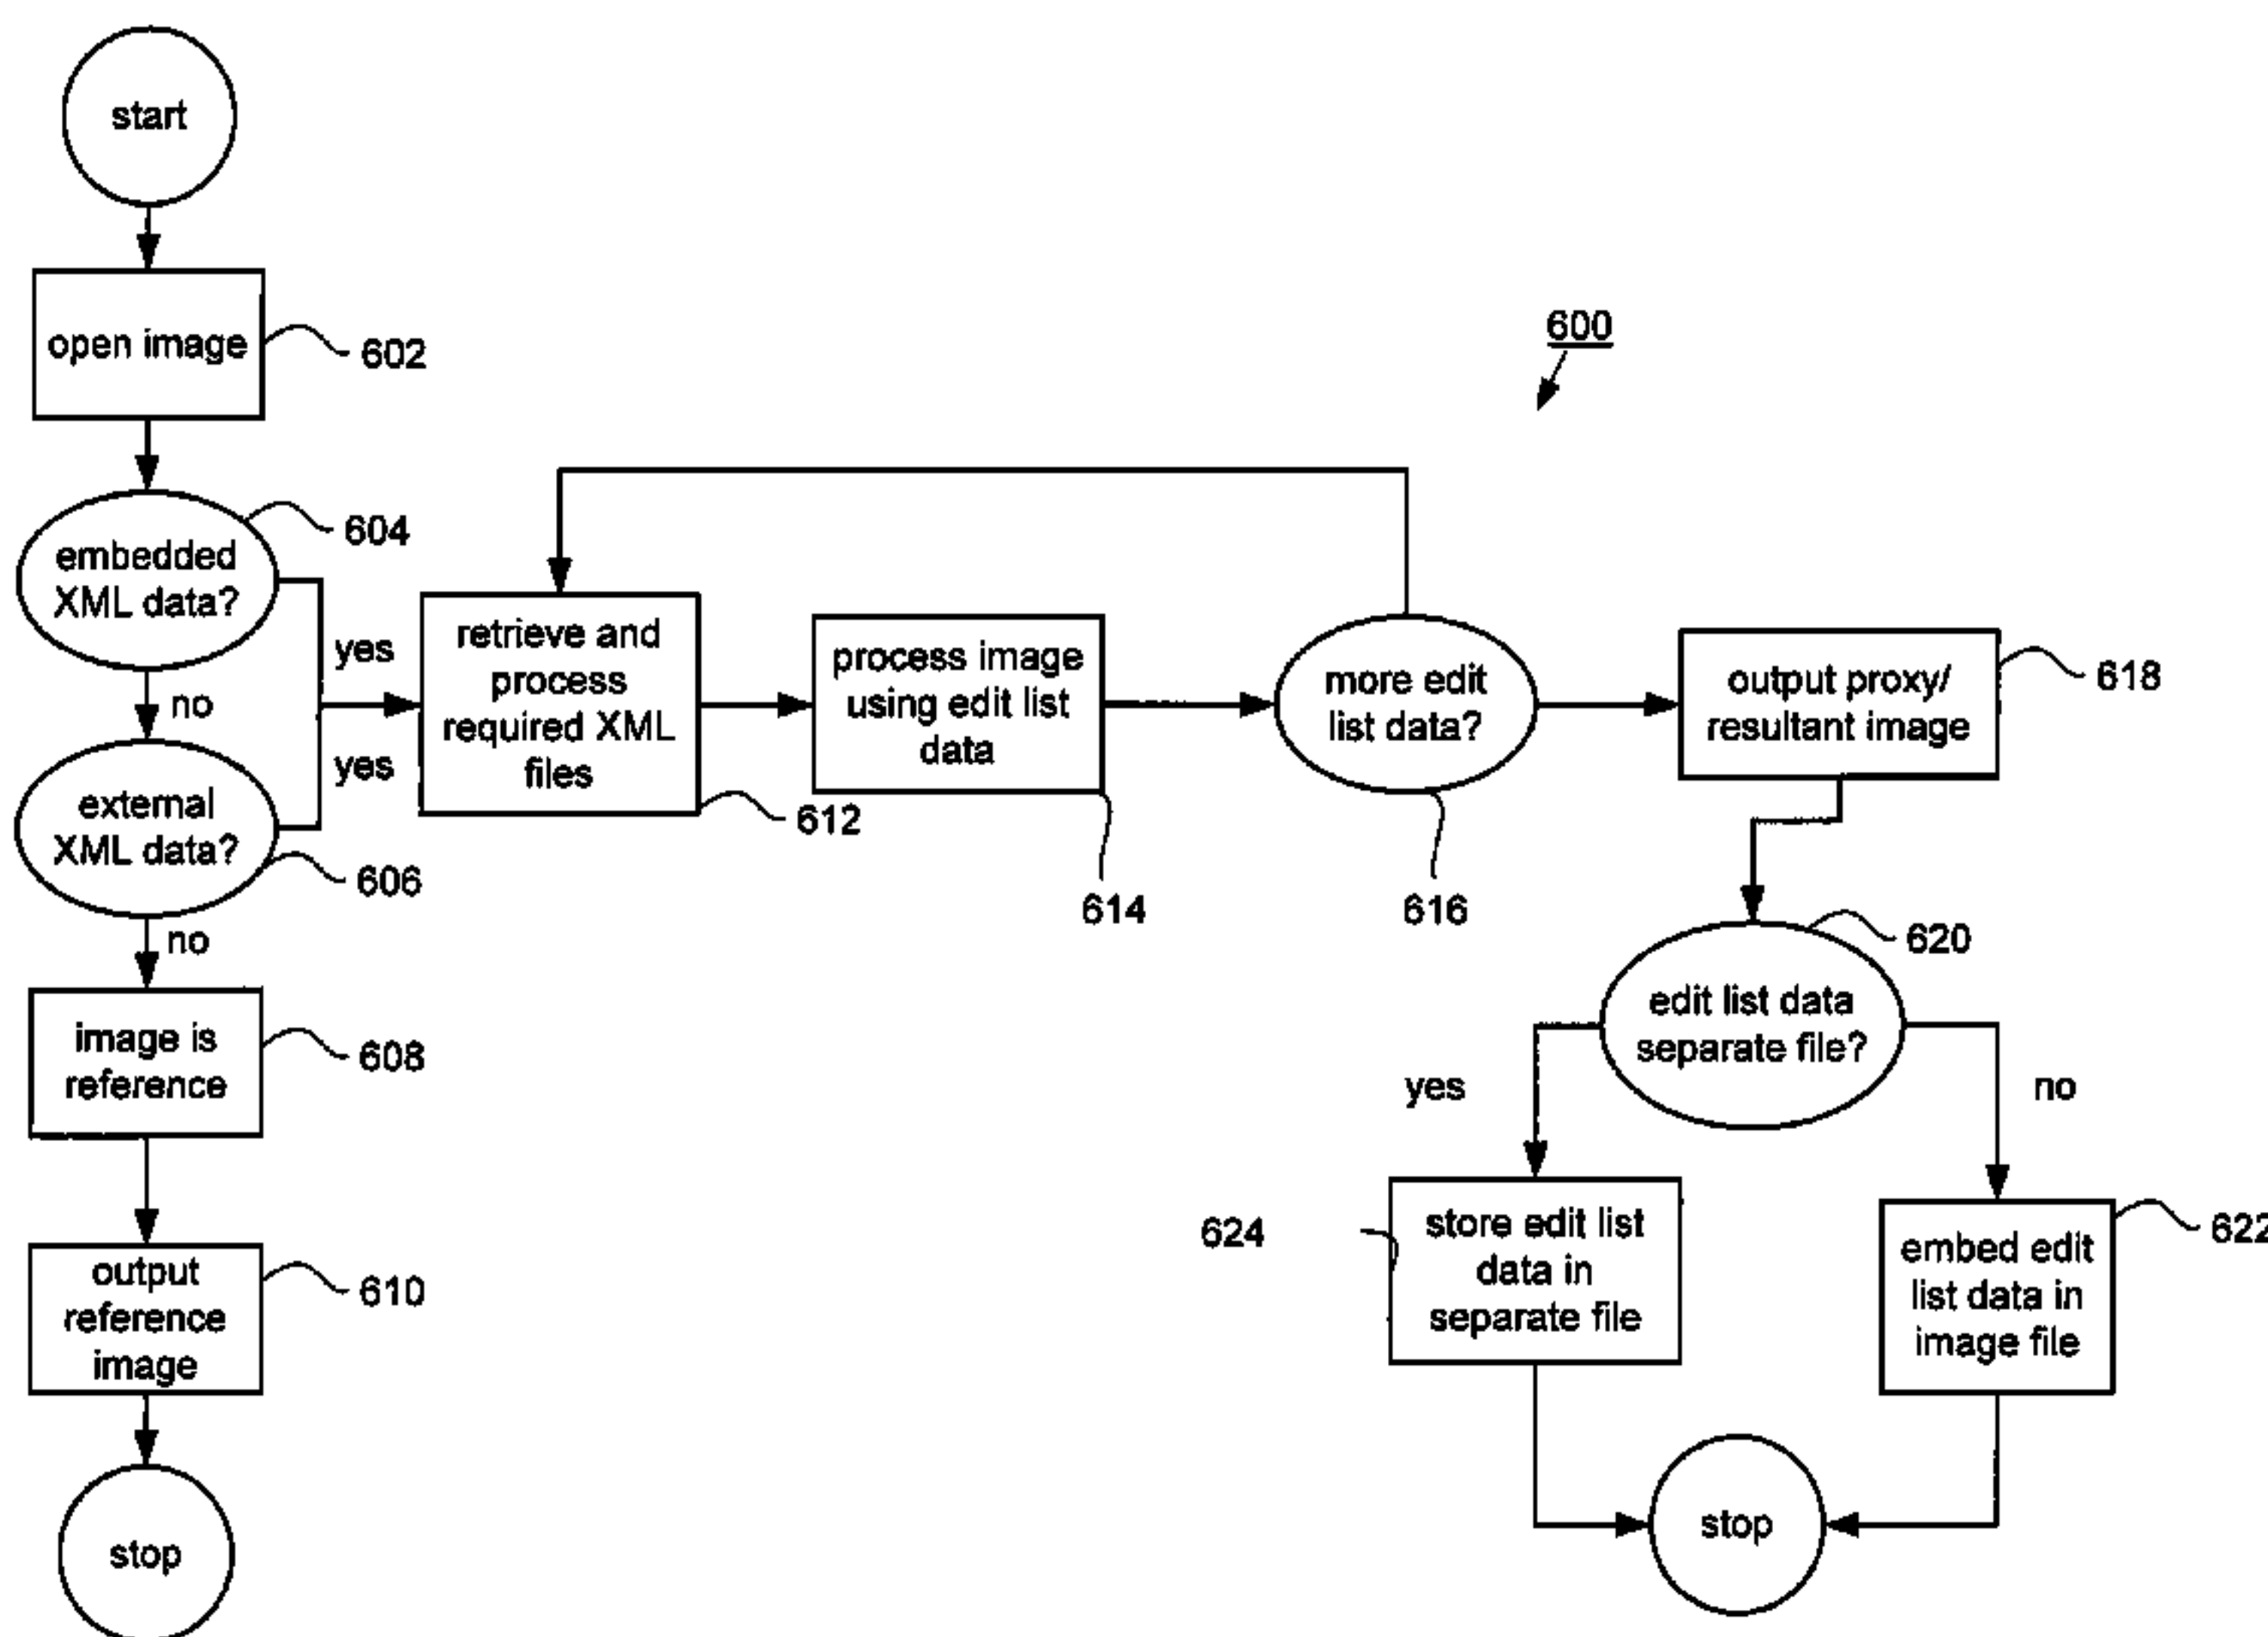 start
open image
602
600
604
embedded
XML data?
yes
no
external
XML data?
yes
606
no
retrieve and
process
required XML
files
612
process image
using edit list
data
614
more edit
list data?
616
output proxy/
resultant image
618
620
edit list data
separate file?
yes
no
image is
reference
608
output
reference
image
610
stop
624
store edit list
data in
separate file
622
embed edit
list data in
image file
stop